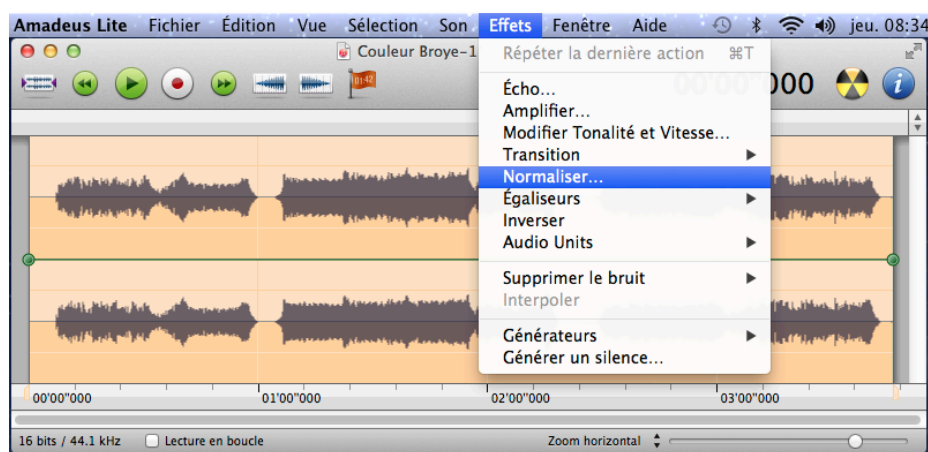 Amadeus Lite Fichier Édition Vue Sélection Son Effets Fenêtre Aide jeu. 08:34
Couleur Broye-1
00'00"000
01:42
Répéter la dernière action ⌘T
Écho...
Amplifier...
Modifier Tonalité et Vitesse...
Transition
Normaliser...
Égaliseurs
Inverser
Audio Units
Supprimer le bruit
Interpoler
Générateurs
Générer un silence...
00'00"000 01'00"000 02'00"000 03'00"000
16 bits / 44.1 kHz Lecture en boucle Zoom horizontal